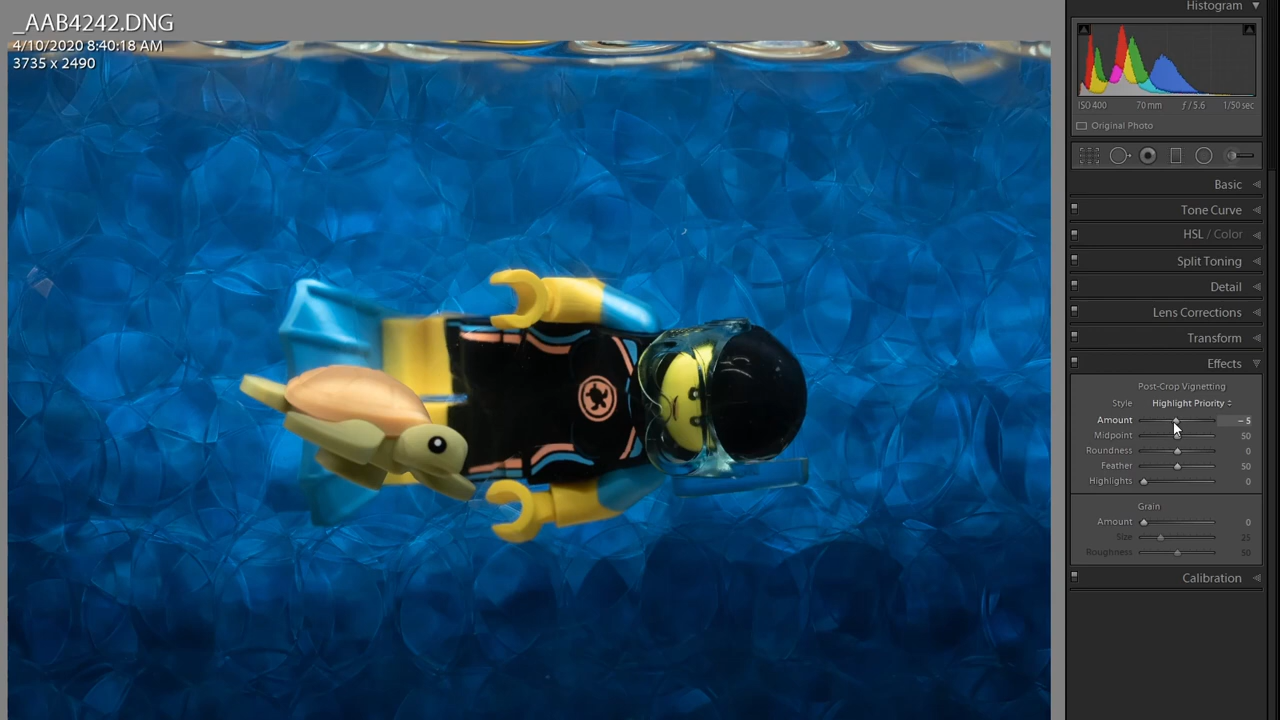 _AAB4242.DNG
4/10/2020 8:40:18 AM
3735 x 2490
Histogram
ISO 400 70 mm ƒ / 5.6 1/50 sec
Original Photo
Basic
Tone Curve
HSL / Color
Split Toning
Detail
Lens Corrections
Transform
Effects
Post-Crop Vignetting
Style Highlight Priority
Amount – 5
Midpoint 50
Roundness 0
Feather 50
Highlights 0
Grain
Amount 0
Size 25
Roughness 50
Calibration